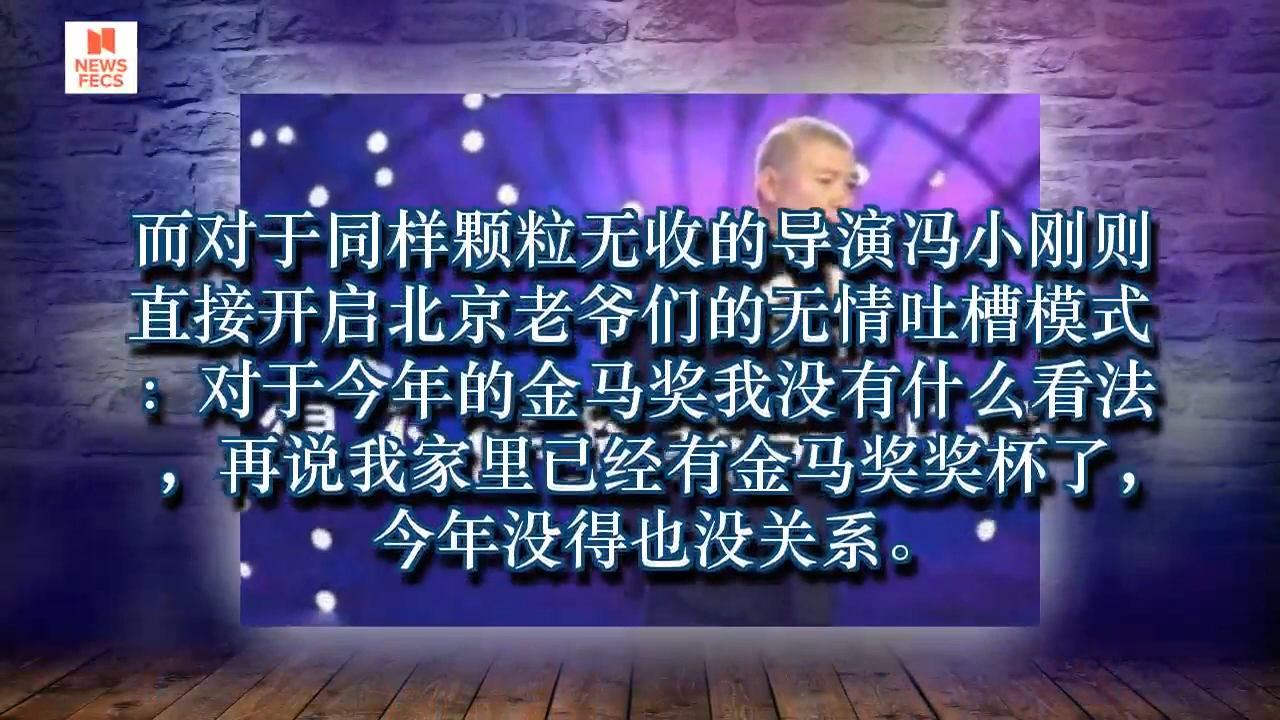 NEWS
FECS
而对于同样颗粒无收的导演冯小刚则
直接开启北京老爷们的无情吐槽模式
：对于今年的金马奖我没有什么看法
，再说我家里已经有金马奖奖杯了，
今年没得也没关系。